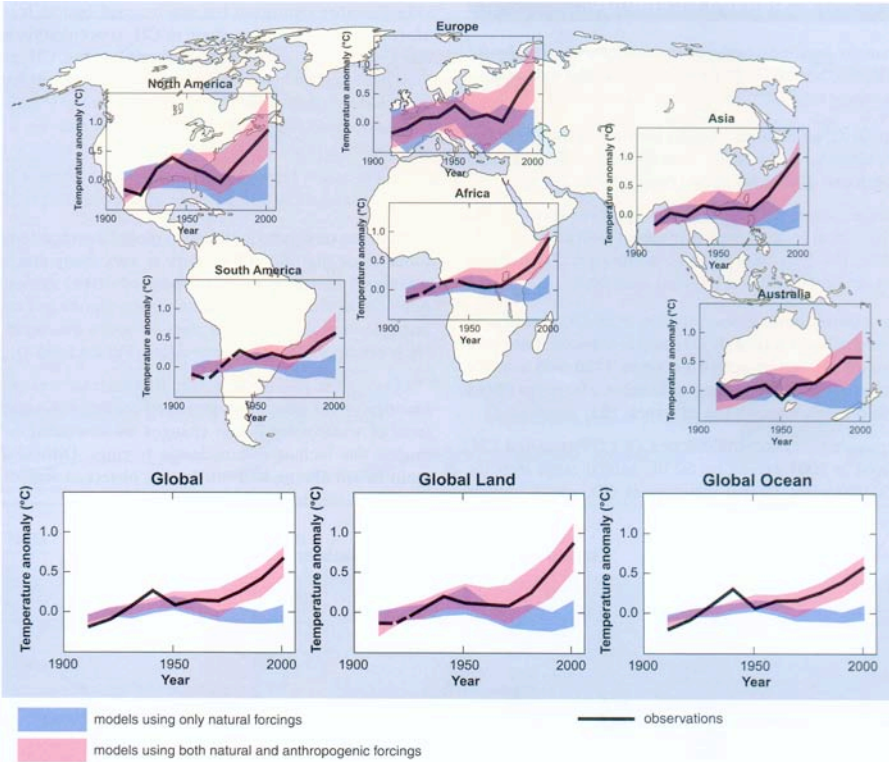 Europe
Temperature anomaly (°C)
1.0
0.5
0.0
1900
1950
2000
Year
North America
Temperature anomaly (°C)
1.0
0.5
0.0
1900
1950
2000
Year
Asia
Temperature anomaly (°C)
1.0
0.5
0.0
1900
1950
2000
Year
Africa
Temperature anomaly (°C)
1.0
0.5
0.0
1900
1950
2000
Year
South America
Temperature anomaly (°C)
1.0
0.5
0.0
1900
1950
2000
Year
Australia
Temperature anomaly (°C)
1.0
0.5
0.0
1900
1950
2000
Year
Global
Temperature anomaly (°C)
1.0
0.5
0.0
1900
1950
2000
Year
Global Land
Temperature anomaly (°C)
1.0
0.5
0.0
1900
1950
2000
Year
Global Ocean
Temperature anomaly (°C)
1.0
0.5
0.0
1900
1950
2000
Year
models using only natural forcings
observations
models using both natural and anthropogenic forcings